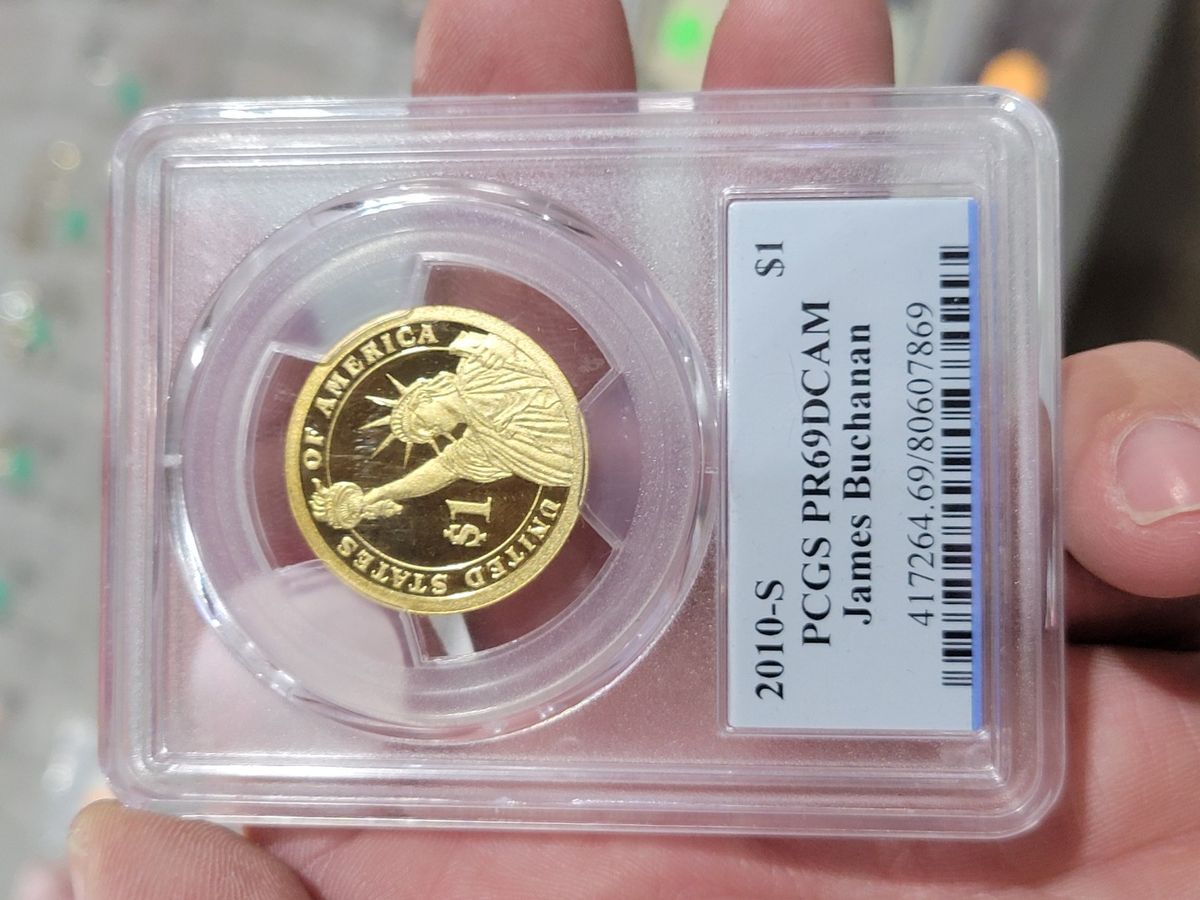 2010-S $1
PCGS PR69DCAM
James Buchanan
417264.69/80607869
UNITED STATES OF AMERICA
$1